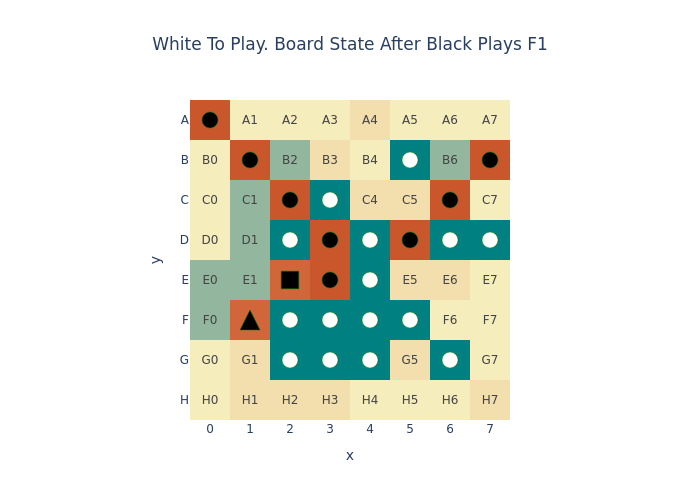 White To Play. Board State After Black Plays F1
A A1 A2 A3 A4 A5 A6 A7
B B0 B2 B3 B4 B6
C C0 C1 C4 C5 C7
D D0 D1
y
E E0 E1 E5 E6 E7
F F0 F6 F7
G G0 G1 G5 G7
H H0 H1 H2 H3 H4 H5 H6 H7
0 1 2 3 4 5 6 7
x